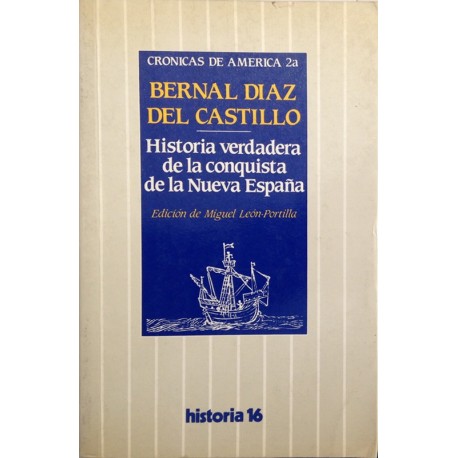 CRONICAS DE AMERICA 2a
BERNAL DIAZ
DEL CASTILLO
Historia verdadera
de la conquista
de la Nueva España
Edición de Miguel León-Portilla
historia 16